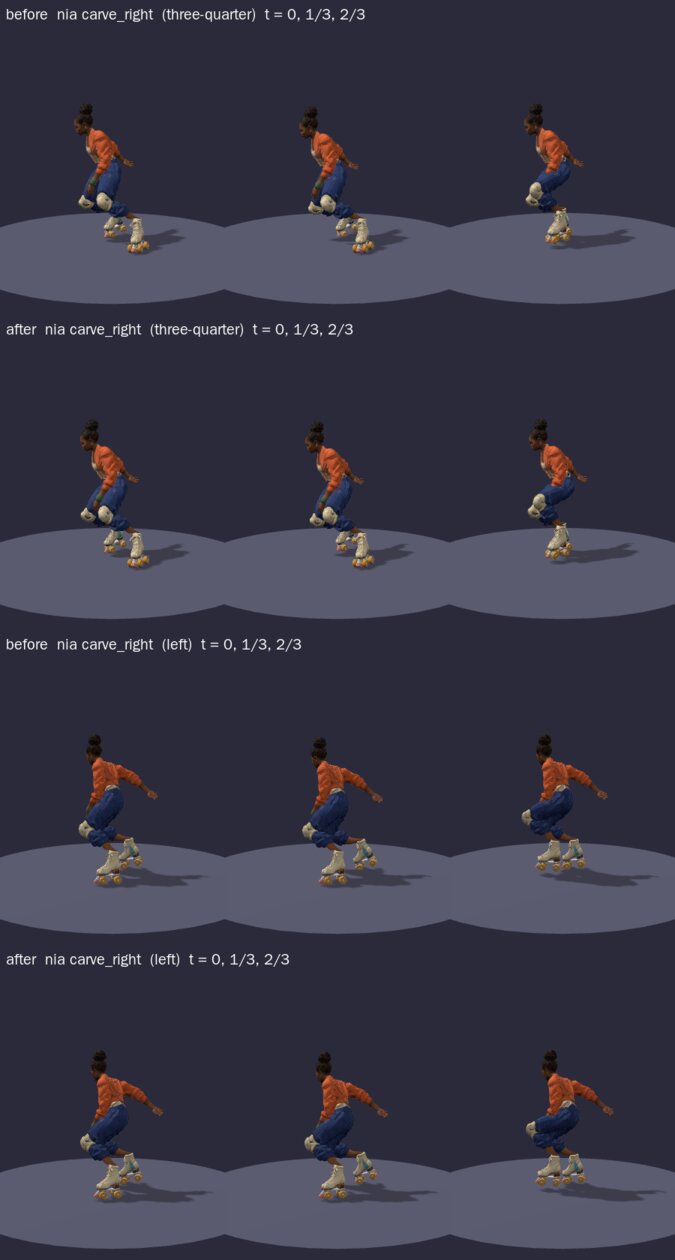 before  nia carve_right  (three-quarter)  t = 0, 1/3, 2/3
after  nia carve_right  (three-quarter)  t = 0, 1/3, 2/3
before  nia carve_right  (left)  t = 0, 1/3, 2/3
after  nia carve_right  (left)  t = 0, 1/3, 2/3